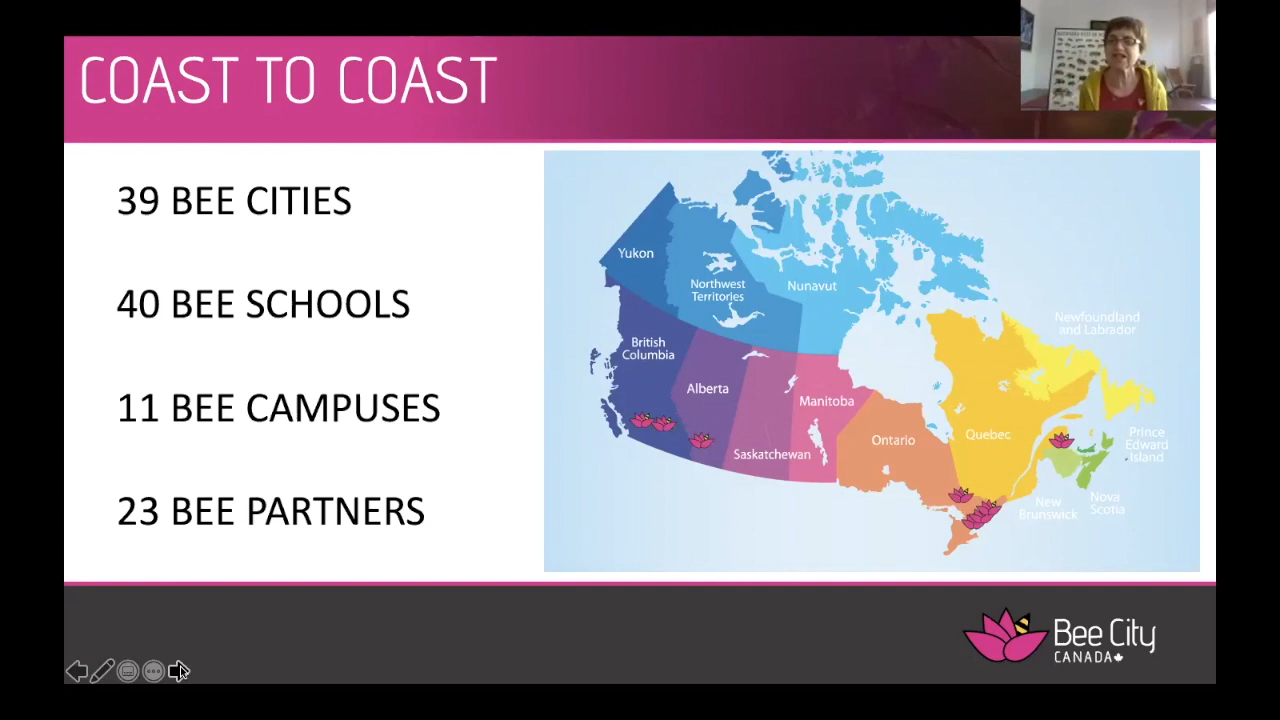 COAST TO COAST
39 BEE CITIES
40 BEE SCHOOLS
11 BEE CAMPUSES
23 BEE PARTNERS
Yukon
Northwest
Territories
Nunavut
British
Columbia
Alberta
Saskatchewan
Manitoba
Ontario
Quebec
Newfoundland
and Labrador
Prince
Edward
Island
New
Brunswick
Nova
Scotia
Bee City
CANADA